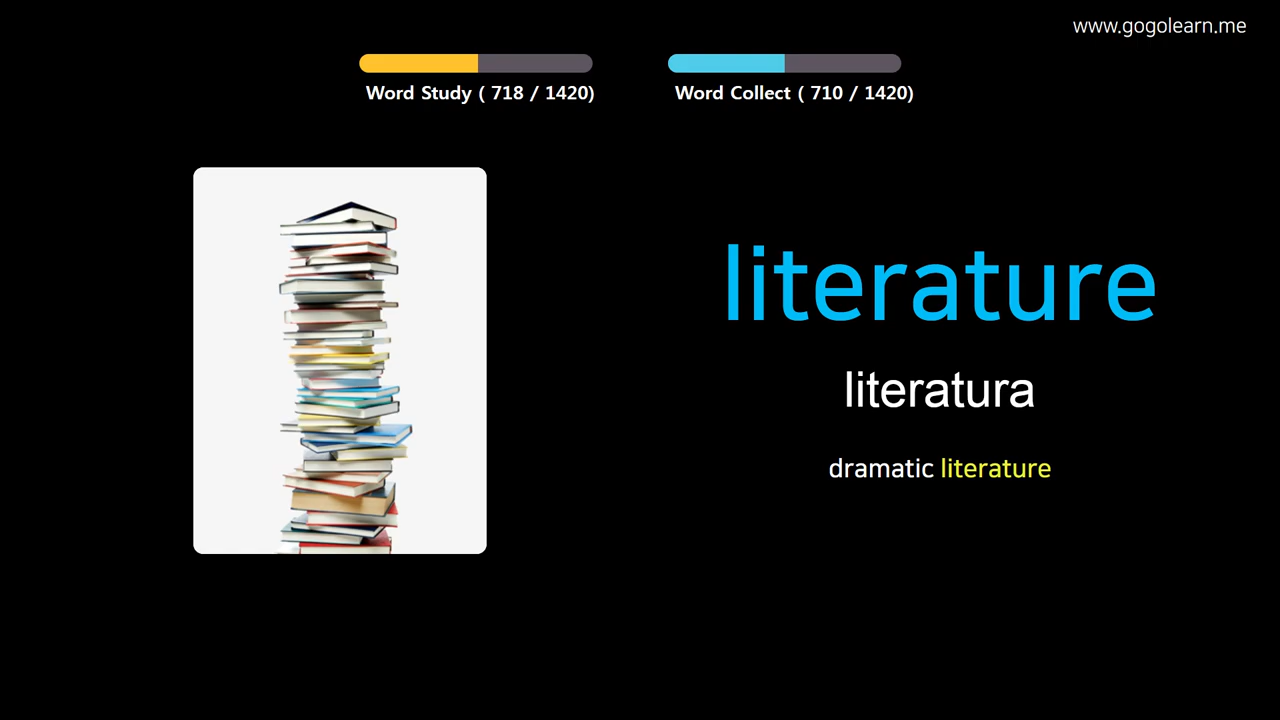 www.gogolearn.me
Word Study ( 718 / 1420)
Word Collect ( 710 / 1420)
literature
literatura
dramatic literature